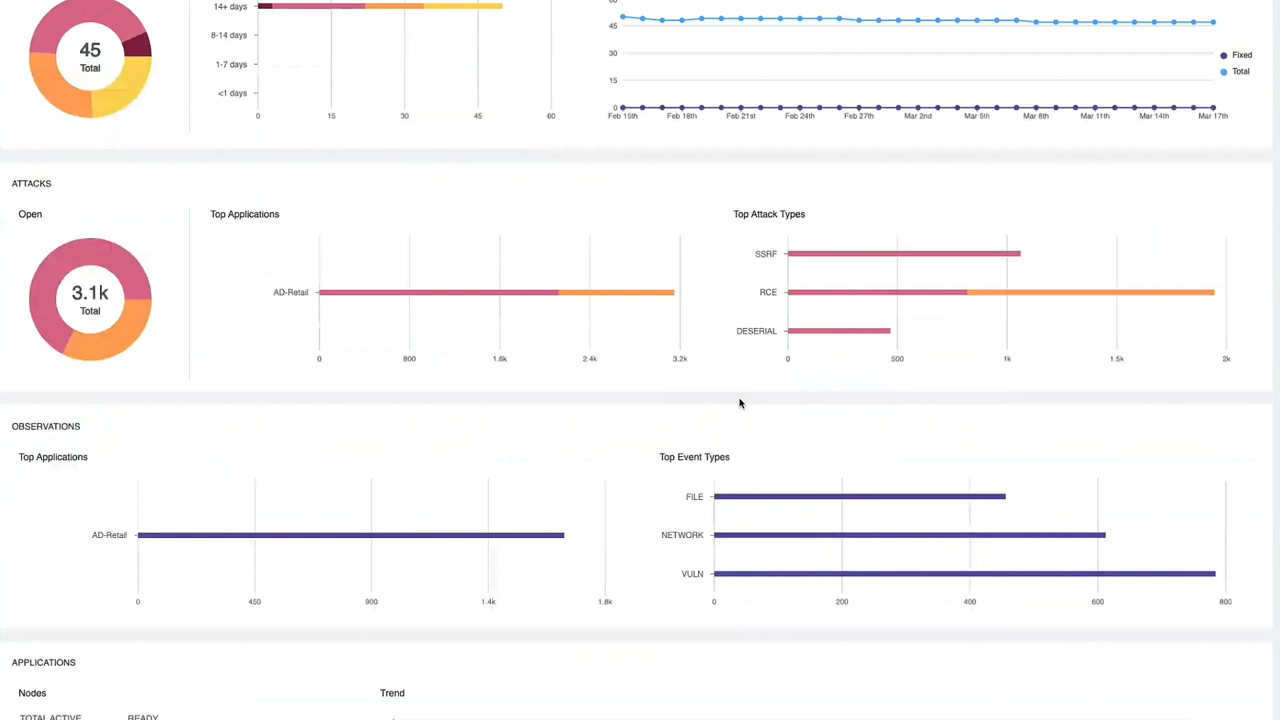 45
Total
14+ days
8-14 days
1-7 days
<1 days
0 15 30 45 60
60
45
30
15
0
Feb 15th Feb 18th Feb 21st Feb 24th Feb 27th Mar 2nd Mar 5th Mar 8th Mar 11th Mar 14th Mar 17th
Fixed
Total
ATTACKS
Open
3.1k
Total
Top Applications
AD-Retail
0 800 1.6k 2.4k 3.2k
Top Attack Types
SSRF
RCE
DESERIAL
0 500 1k 1.5k 2k
OBSERVATIONS
Top Applications
AD-Retail
0 450 900 1.4k 1.8k
Top Event Types
FILE
NETWORK
VULN
0 200 400 600 800
APPLICATIONS
Nodes
Trend
TOTAL ACTIVE READY